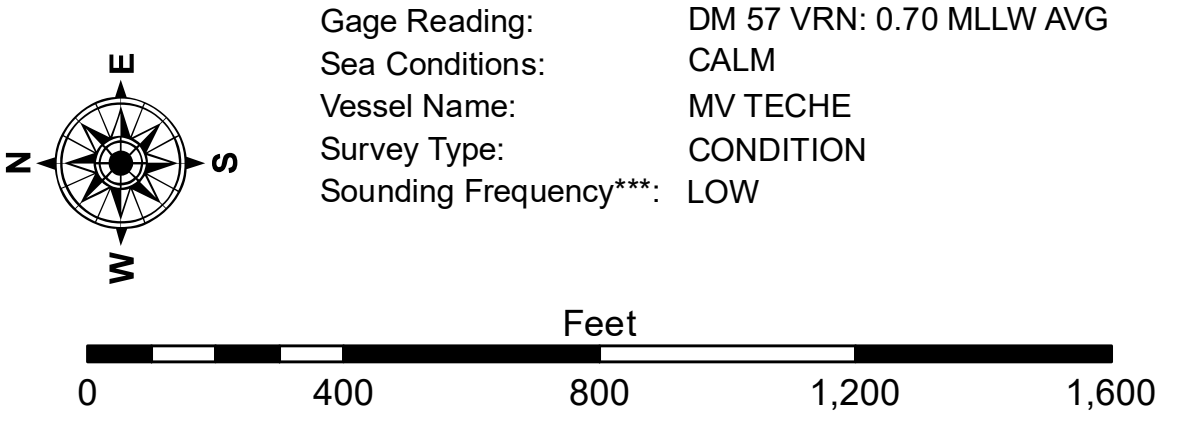 Gage Reading: DM 57 VRN: 0.70 MLLW AVG
Sea Conditions: CALM
Vessel Name: MV TECHE
Survey Type: CONDITION
Sounding Frequency***: LOW
E
N
S
W
Feet
0 400 800 1,200 1,600